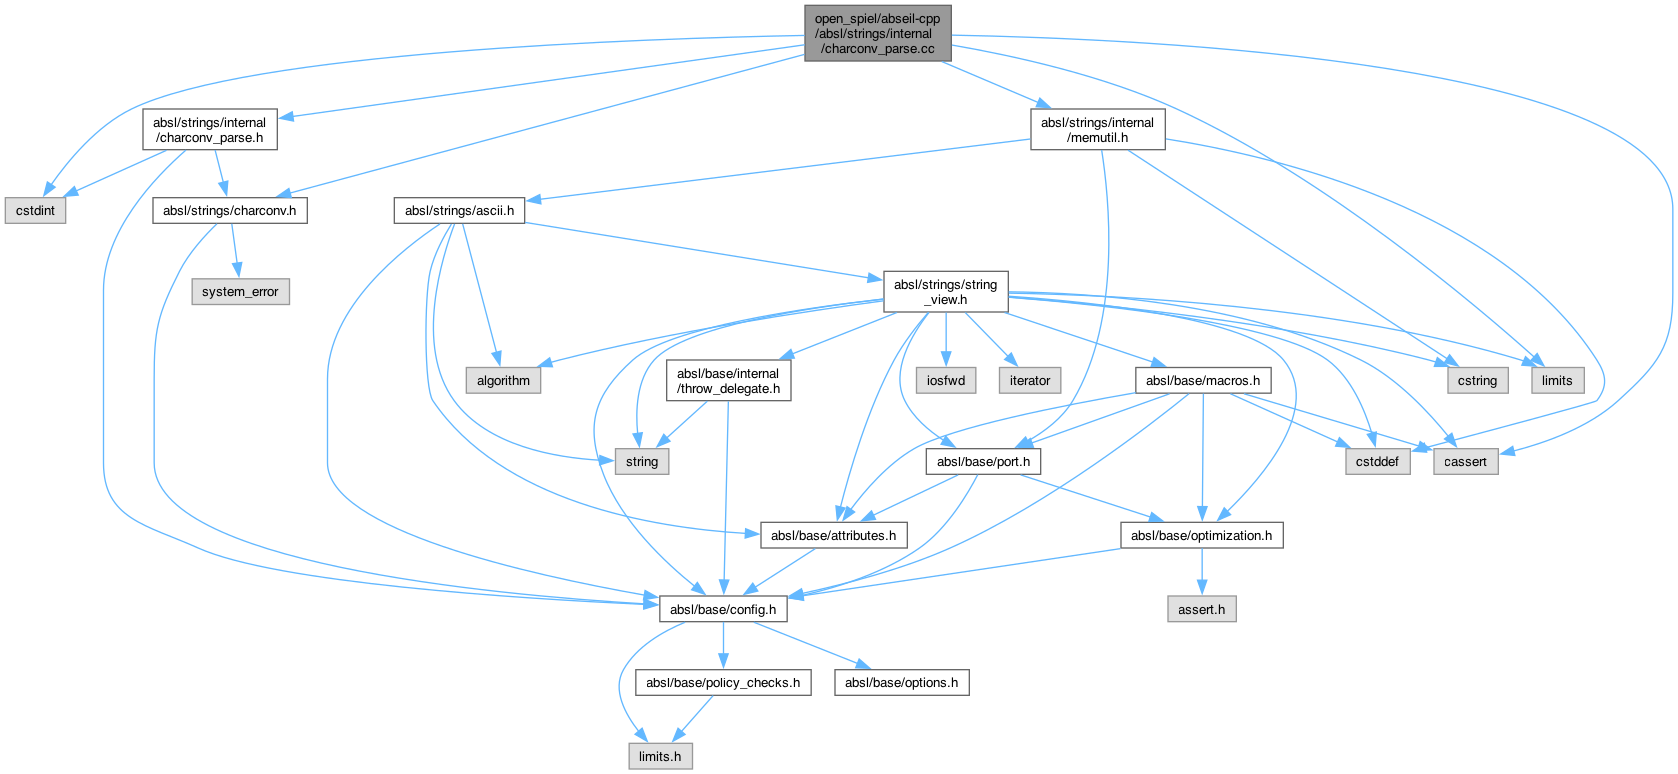 open_spiel/abseil-cpp
/absl/strings/internal
/charconv_parse.cc
absl/strings/internal
/charconv_parse.h
absl/strings/internal
/memutil.h
cstdint
absl/strings/charconv.h
absl/strings/ascii.h
system_error
absl/strings/string
_view.h
algorithm
absl/base/internal
/throw_delegate.h
iosfwd
iterator
absl/base/macros.h
cstring
limits
string
absl/base/port.h
cstddef
cassert
absl/base/attributes.h
absl/base/optimization.h
absl/base/config.h
assert.h
absl/base/policy_checks.h
absl/base/options.h
limits.h